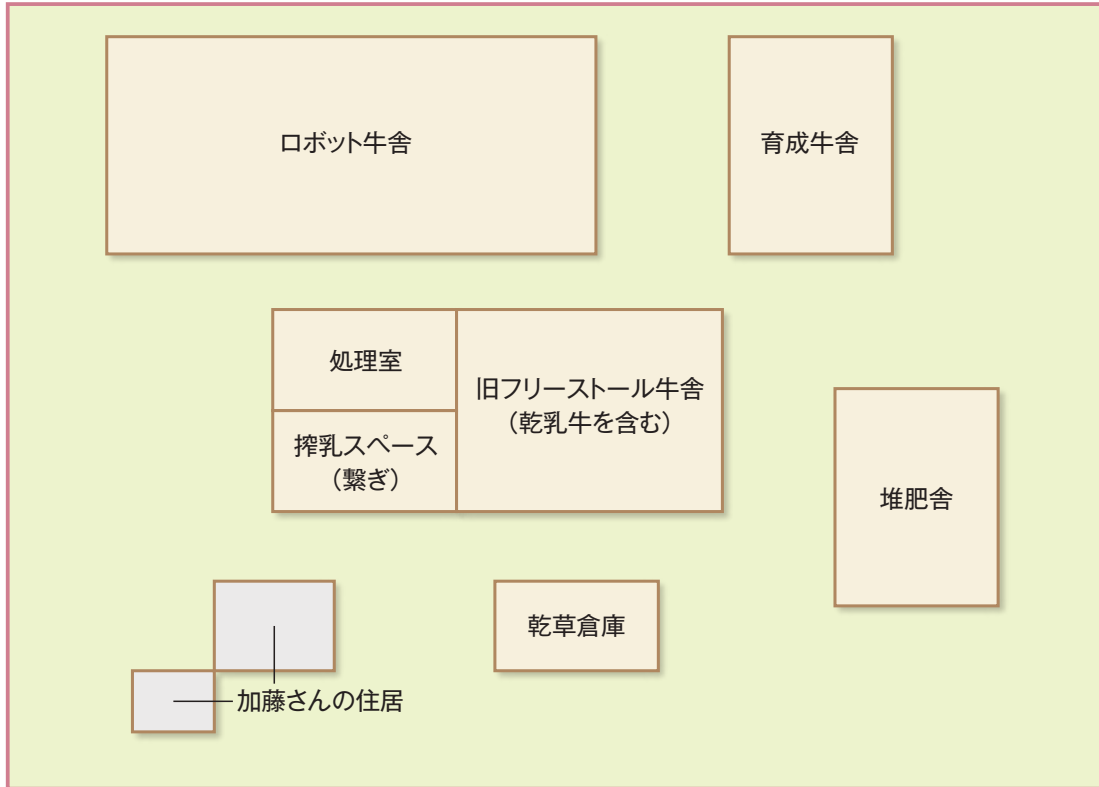 ロボット牛舎
育成牛舎
処理室
旧フリーストール牛舎
（乾乳牛を含む）
搾乳スペース
（繋ぎ）
堆肥舎
乾草倉庫
加藤さんの住居